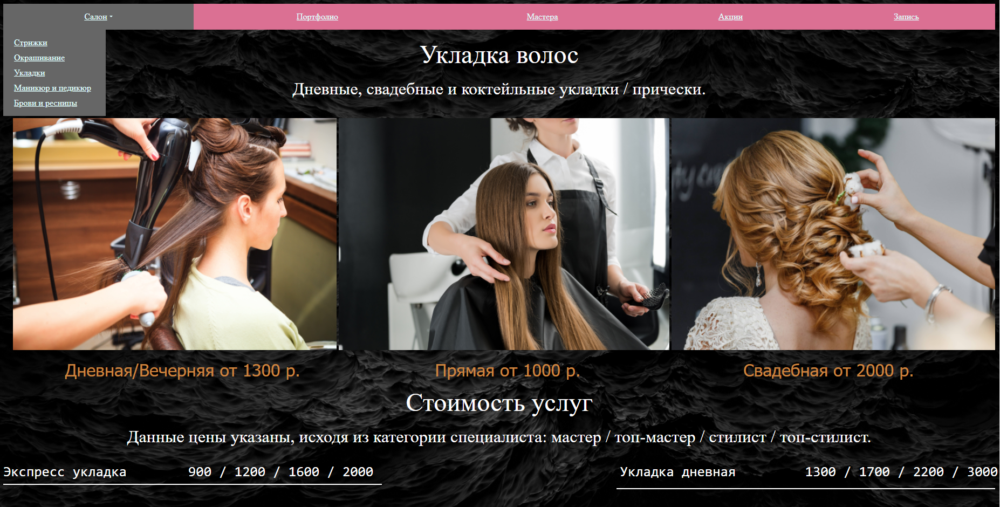 Салон Портфолио Мастера Акции Запись
Стрижки
Окрашивание
Укладки
Маникюр и педикюр
Брови и ресницы
Укладка волос
Дневные, свадебные и коктейльные укладки / прически.
Дневная/Вечерняя от 1300 р. Прямая от 1000 р. Свадебная от 2000 р.
Стоимость услуг
Данные цены указаны, исходя из категории специалиста: мастер / топ-мастер / стилист / топ-стилист.
Экспресс укладка 900 / 1200 / 1600 / 2000 Укладка дневная 1300 / 1700 / 2200 / 3000